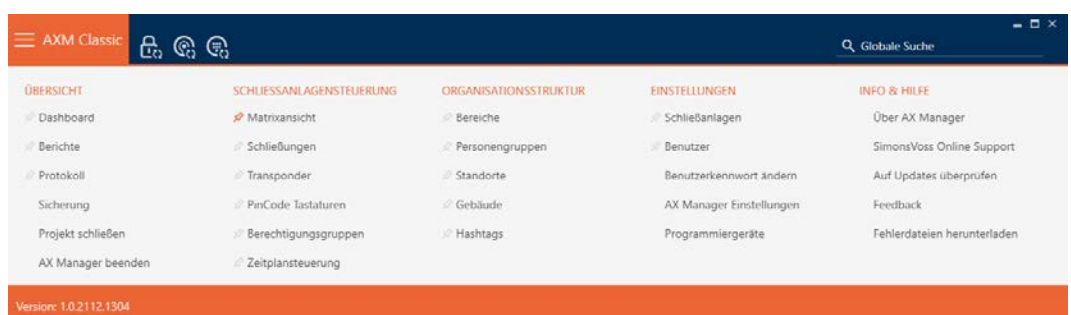 AXM Classic
Globale Suche
ÜBERSICHT
Dashboard
Berichte
Protokoll
Sicherung
Projekt schließen
AX Manager beenden
SCHLIESSANLAGENSTEUERUNG
Matrixansicht
Schließungen
Transponder
PinCode Tastaturen
Berechtigungsgruppen
Zeitplansteuerung
ORGANISATIONSSTRUKTUR
Bereiche
Personengruppen
Standorte
Gebäude
Hashtags
EINSTELLUNGEN
Schließanlagen
Benutzer
Benutzerkennwort ändern
AX Manager Einstellungen
Programmiergeräte
INFO & HILFE
Über AX Manager
SimonsVoss Online Support
Auf Updates überprüfen
Feedback
Fehlerdateien herunterladen
Version: 1.0.2112.1304